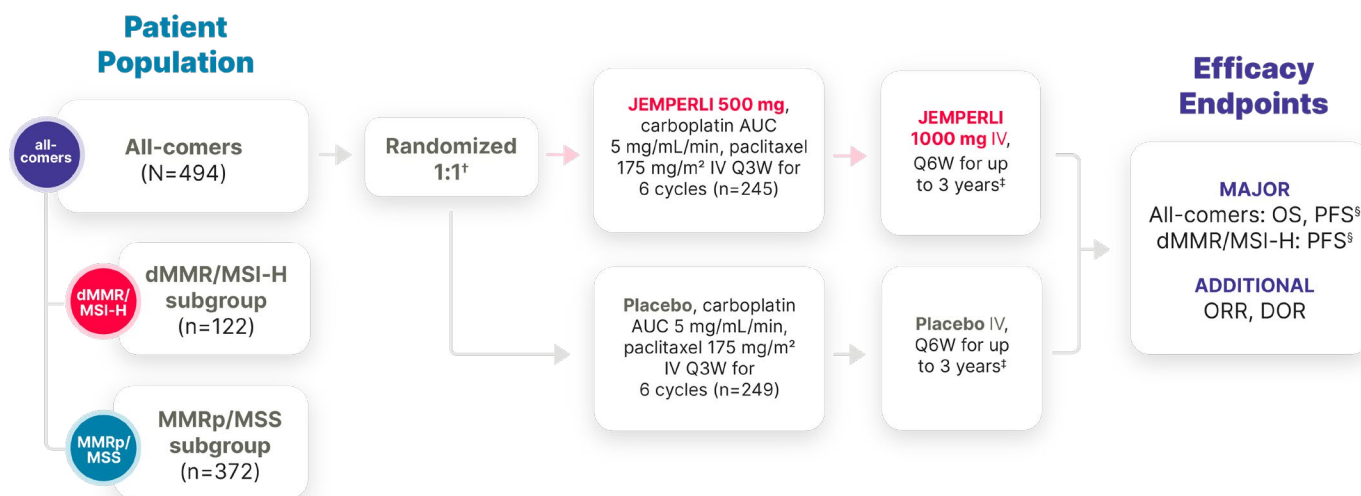 Patient
Population
all-
comers
All-comers
(N=494)
dMMR/
MSI-H
dMMR/MSI-H
subgroup
(n=122)
MMRp/
MSS
MMRp/MSS
subgroup
(n=372)
Randomized
1:1†
JEMPERLI 500 mg,
carboplatin AUC
5 mg/mL/min, paclitaxel
175 mg/m² IV Q3W for
6 cycles (n=245)
JEMPERLI
1000 mg IV,
Q6W for up
to 3 years‡
Placebo, carboplatin
AUC 5 mg/mL/min,
paclitaxel 175 mg/m²
IV Q3W for
6 cycles (n=249)
Placebo IV,
Q6W for up
to 3 years‡
Efficacy
Endpoints
MAJOR
All-comers: OS, PFS§
dMMR/MSI-H: PFS§
ADDITIONAL
ORR, DOR